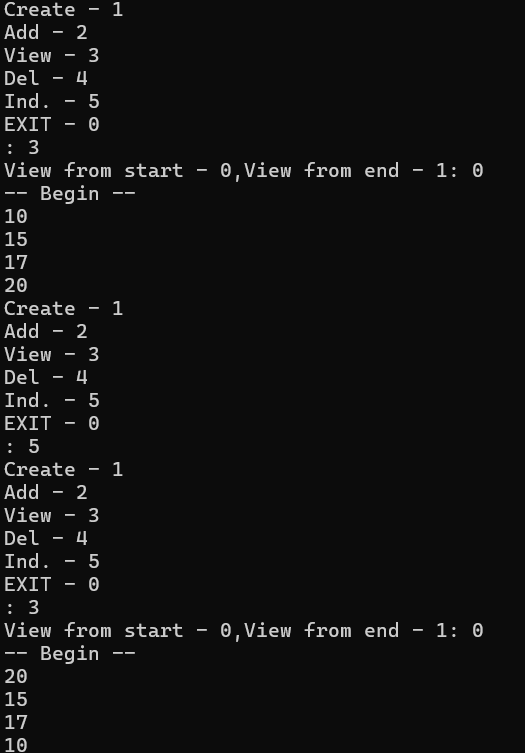 Create - 1
Add - 2
View - 3
Del - 4
Ind. - 5
EXIT - 0
: 3
View from start - 0,View from end - 1: 0
-- Begin --
10
15
17
20
Create - 1
Add - 2
View - 3
Del - 4
Ind. - 5
EXIT - 0
: 5
Create - 1
Add - 2
View - 3
Del - 4
Ind. - 5
EXIT - 0
: 3
View from start - 0,View from end - 1: 0
-- Begin --
20
15
17
10